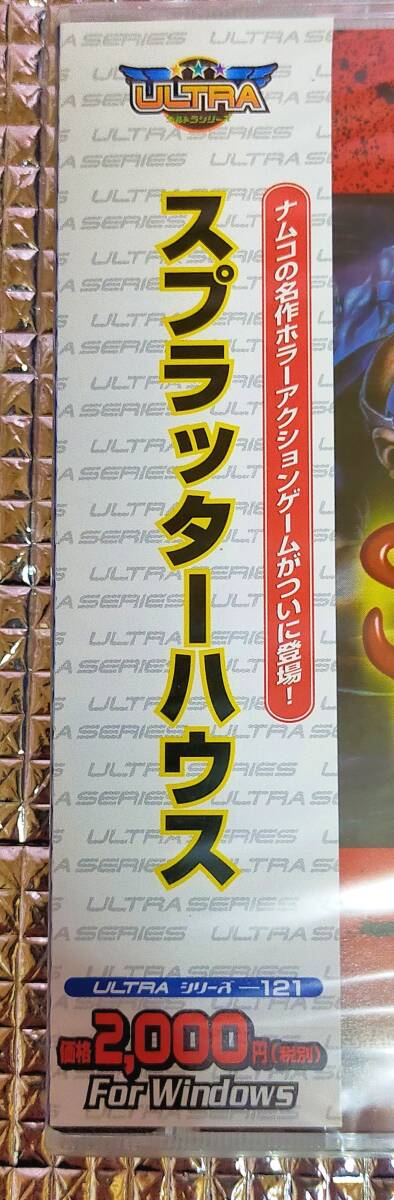 ULTRA
ウルトラシリーズ
ナムコの名作ホラーアクションゲームがついに登場！
スプラッターハウス
ULTRA シリーズ—121
価格2,000円(税別)
For Windows
ULTRA SERIES
S